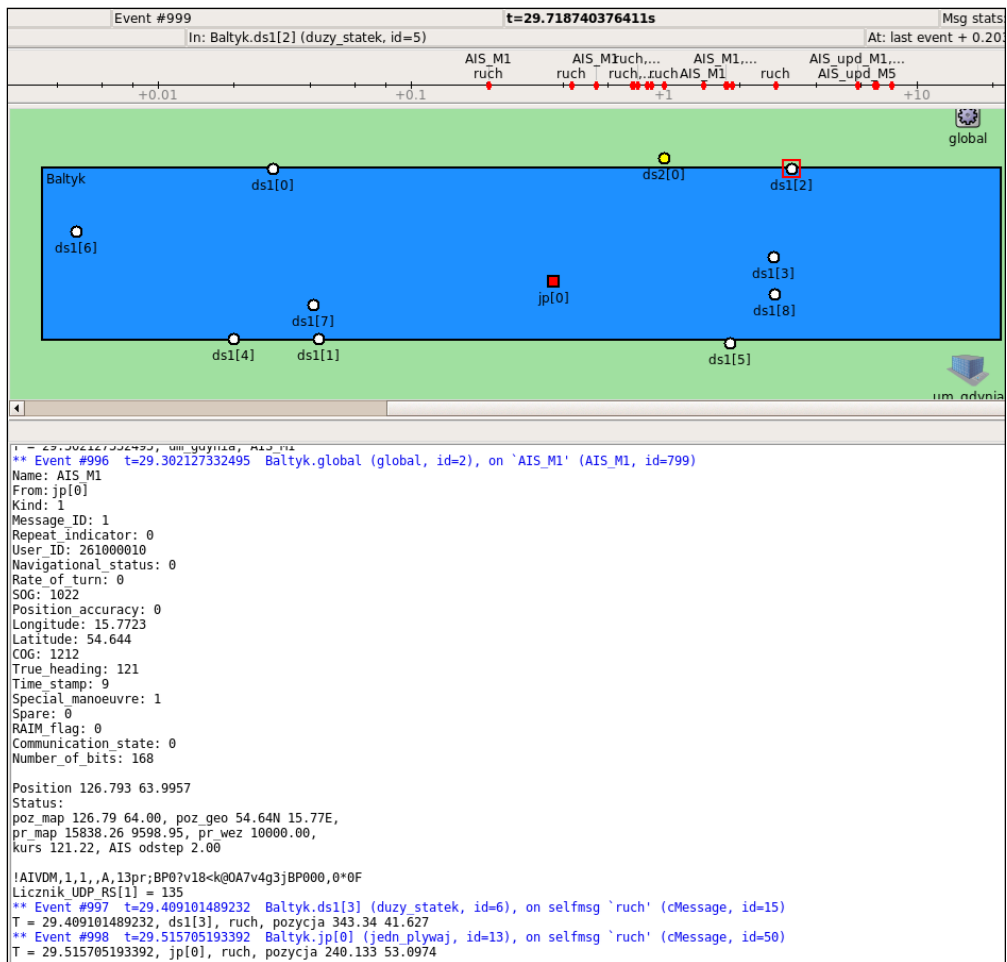 Event #999
t=29.718740376411s
Msg stats:
In: Baltyk.ds1[2] (duzy_statek, id=5)
At: last event + 0.20
AIS_M1
AIS_M1
ruch,...
AIS_M1,...
AIS_upd_M1,...
ruch
ruch
ruch,...
ruch
AIS_M1
ruch
AIS_upd_M5
+0.01
+0.1
+1
+10
global
Baltyk
ds1[0]
ds2[0]
ds1[2]
ds1[6]
ds1[3]
jp[0]
ds1[8]
ds1[7]
ds1[4]
ds1[1]
ds1[5]
um_gdynia
T = 29.302127332495, um_gdynia, AIS_M1
** Event #996  t=29.302127332495  Baltyk.global (global, id=2), on `AIS_M1' (AIS_M1, id=799)
Name: AIS_M1
From: jp[0]
Kind: 1
Message_ID: 1
Repeat_indicator: 0
User_ID: 261000010
Navigational_status: 0
Rate_of_turn: 0
SOG: 1022
Position_accuracy: 0
Longitude: 15.7723
Latitude: 54.644
COG: 1212
True_heading: 121
Time_stamp: 9
Special_manoeuvre: 1
Spare: 0
RAIM_flag: 0
Communication_state: 0
Number_of_bits: 168
Position 126.793 63.9957
Status:
poz_map 126.79 64.00, poz_geo 54.64N 15.77E,
pr_map 15838.26 9598.95, pr_wez 10000.00,
kurs 121.22, AIS odstep 2.00
!AIVDM,1,1,,A,13pr;BP0?v18<k@OA7v4g3jBP000,0*0F
Licznik_UDP_RS[1] = 135
** Event #997  t=29.409101489232  Baltyk.ds1[3] (duzy_statek, id=6), on selfmsg `ruch' (cMessage, id=15)
T = 29.409101489232, ds1[3], ruch, pozycja 343.34 41.627
** Event #998  t=29.515705193392  Baltyk.jp[0] (jedn_plywaj, id=13), on selfmsg `ruch' (cMessage, id=50)
T = 29.515705193392, jp[0], ruch, pozycja 240.133 53.0974